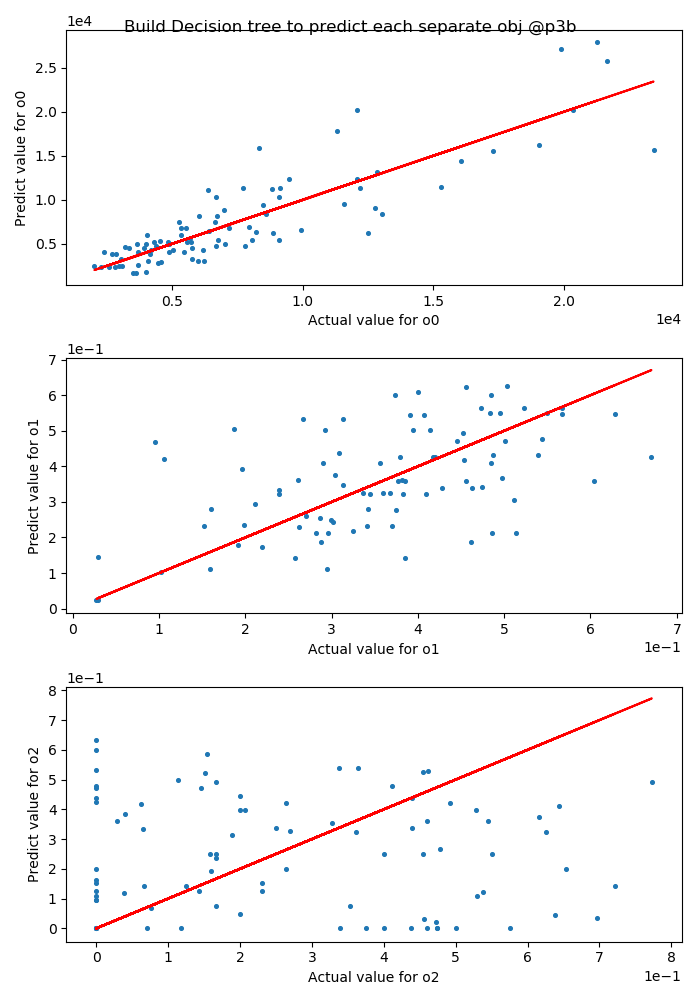 Build Decision tree to predict each separate obj @p3b
1e4
2.5
2.0
1.5
1.0
0.5
Predict value for o0
0.5 1.0 1.5 2.0
1e4
Actual value for o0
1e−1
7
6
5
4
3
2
1
0
Predict value for o1
0 1 2 3 4 5 6 7
1e−1
Actual value for o1
1e−1
8
7
6
5
4
3
2
1
0
Predict value for o2
0 1 2 3 4 5 6 7 8
1e−1
Actual value for o2